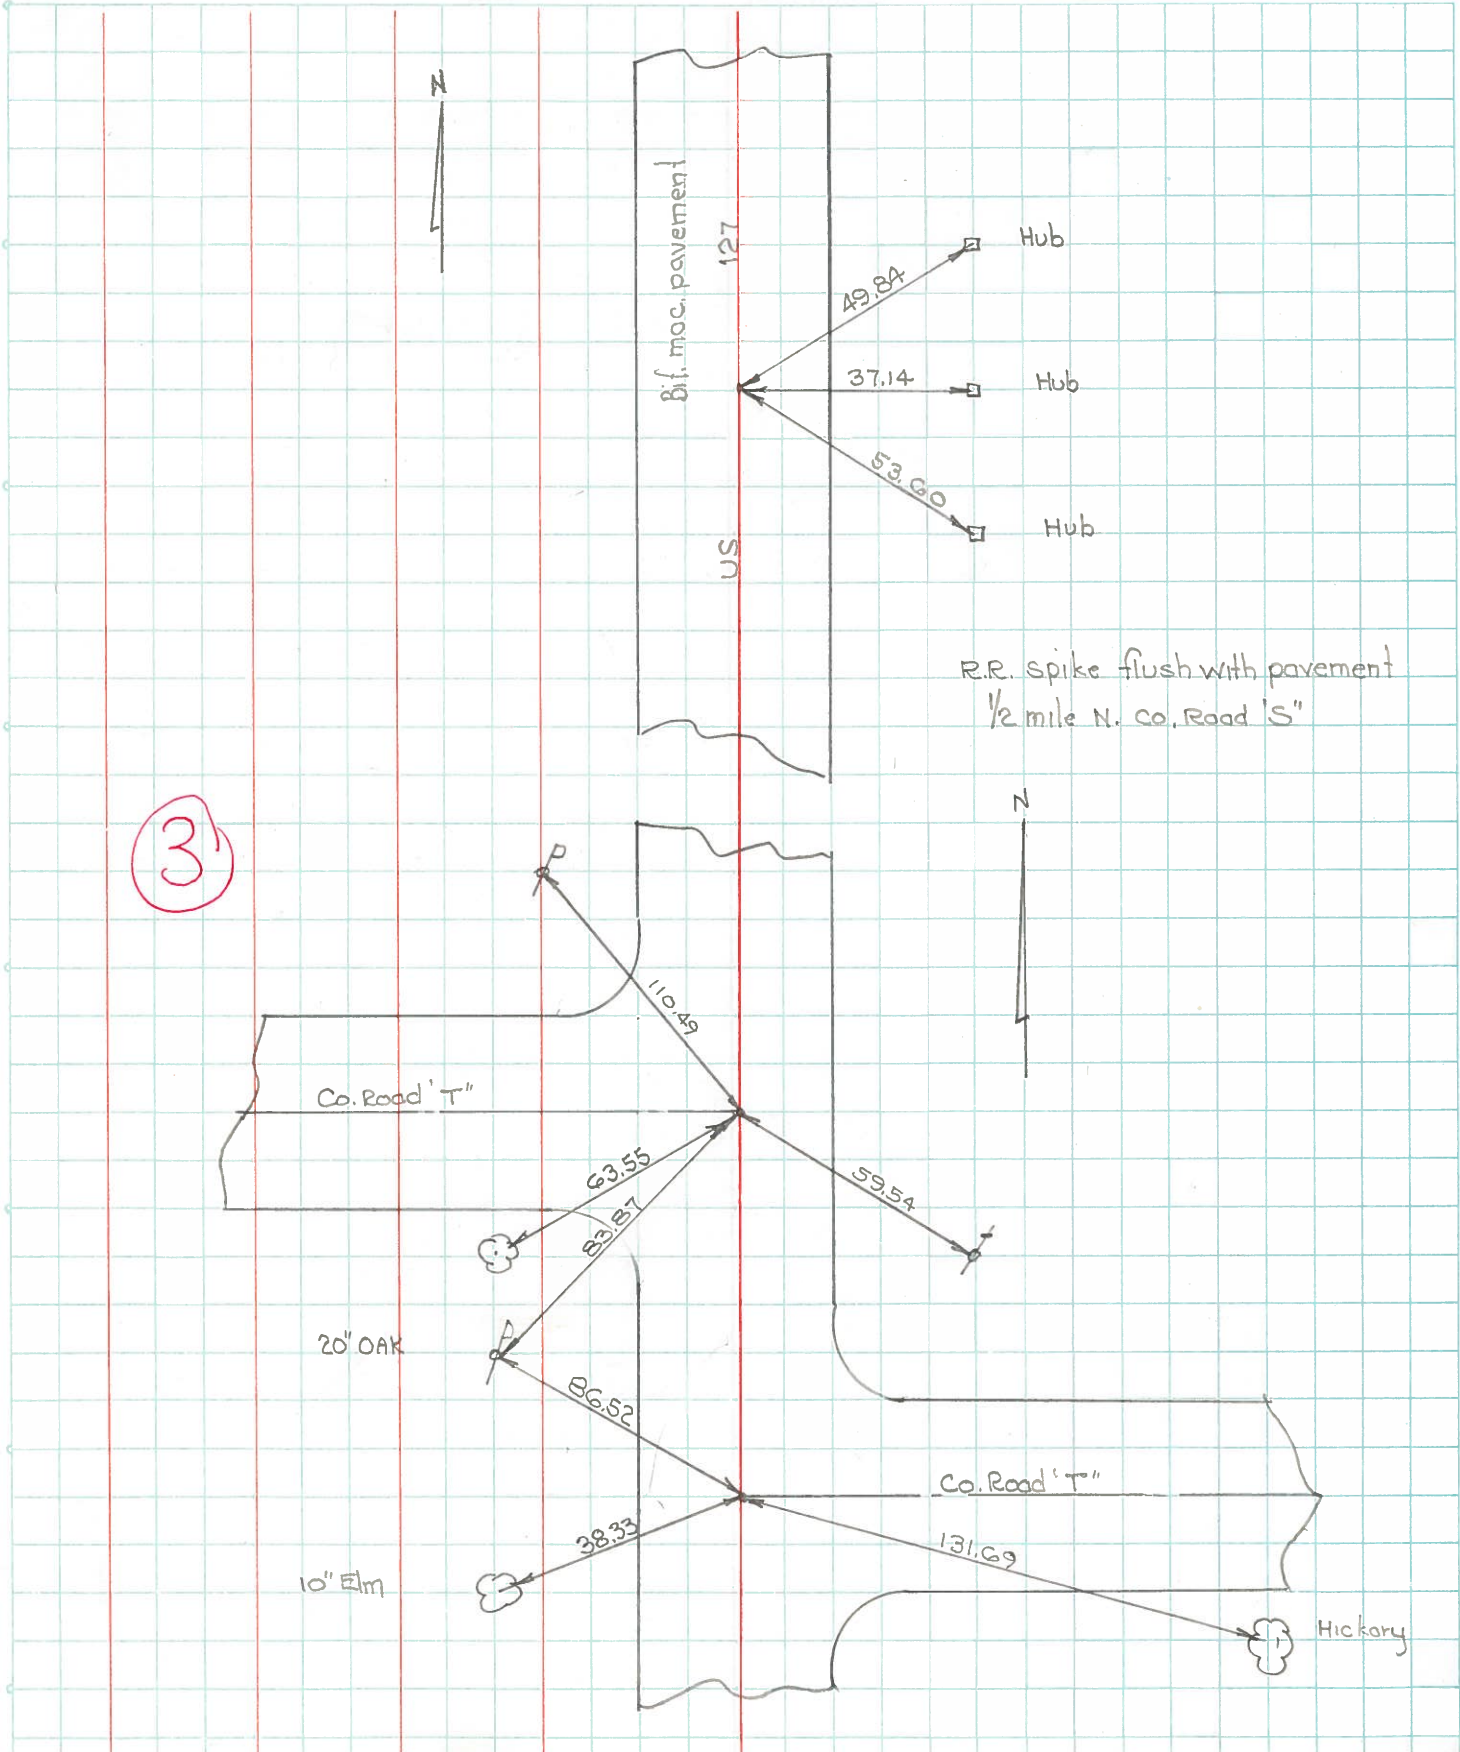 N
Bit. mac. pavement
US 127
49.84
Hub
37.14
Hub
53.60
Hub
R.R. spike flush with pavement
1/2 mile N. Co. Road 'S"
3
N
P
110.49
Co. Road 'T"
63.55
83.87
59.54
T
20" OAK
P
86.52
Co. Road 'T"
38.33
131.69
10" Elm
Hickory